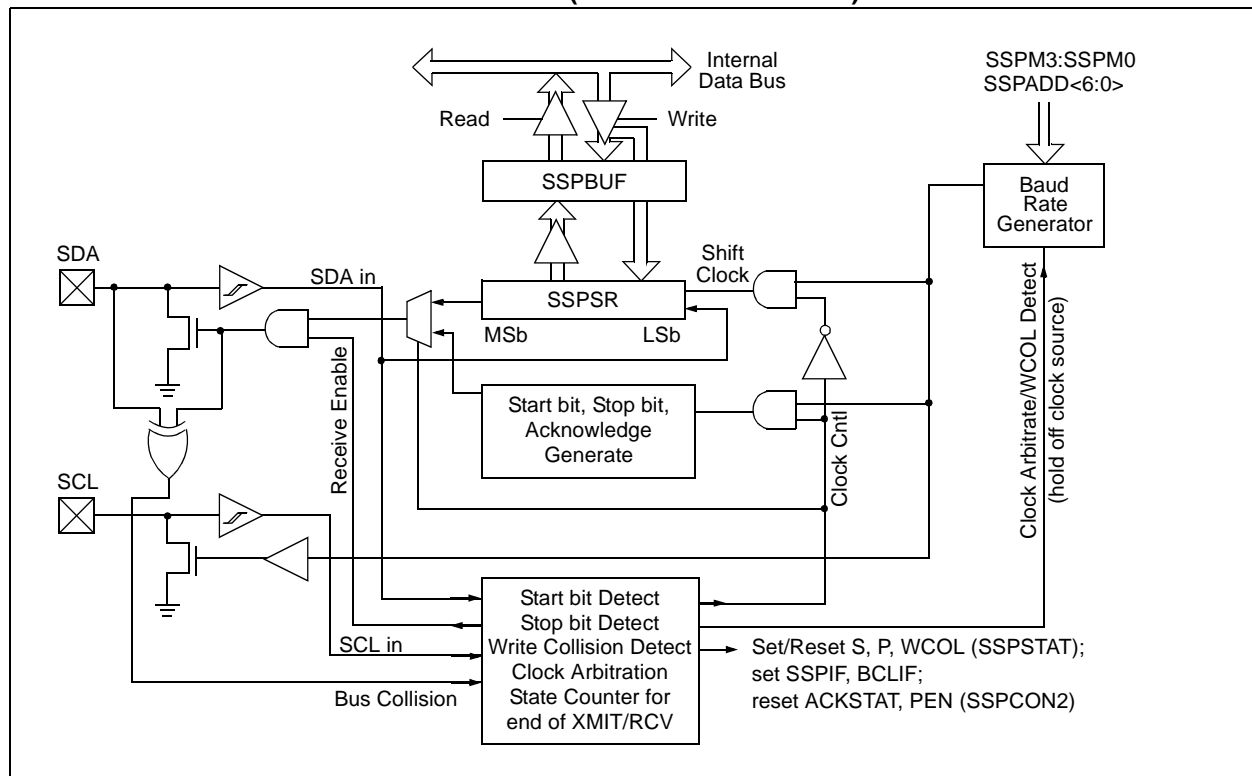 Internal
Data Bus
SSPM3:SSPM0
SSPADD<6:0>
Read
Write
SSPBUF
Baud
Rate
Generator
SDA
SDA in
Shift
Clock
SSPSR
MSb
LSb
Start bit, Stop bit,
Acknowledge
Generate
Receive Enable
Clock Cntl
Clock Arbitrate/WCOL Detect
(hold off clock source)
SCL
SCL in
Bus Collision
Start bit Detect
Stop bit Detect
Write Collision Detect
Clock Arbitration
State Counter for
end of XMIT/RCV
Set/Reset S, P, WCOL (SSPSTAT);
set SSPIF, BCLIF;
reset ACKSTAT, PEN (SSPCON2)